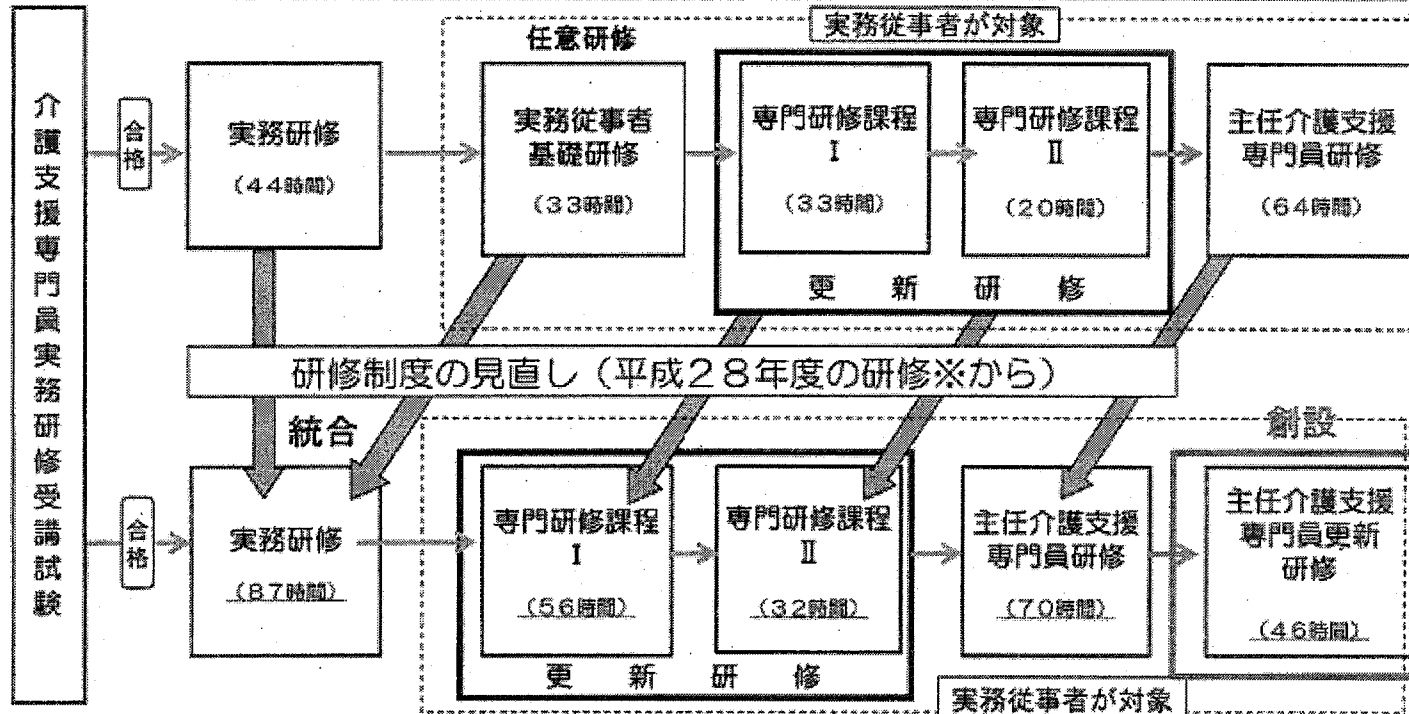 介護支援専門員実務研修受講試験
合格
実務研修
（44時間）
任意研修
実務従事者が対象
実務従事者
基礎研修
（33時間）
専門研修課程
Ⅰ
（33時間）
専門研修課程
Ⅱ
（20時間）
更新研修
主任介護支援
専門員研修
（64時間）
研修制度の見直し（平成28年度の研修※から）
統合
創設
合格
実務研修
（87時間）
専門研修課程
Ⅰ
（56時間）
専門研修課程
Ⅱ
（32時間）
更新研修
主任介護支援
専門員研修
（70時間）
主任介護支援
専門員更新
研修
（46時間）
実務従事者が対象